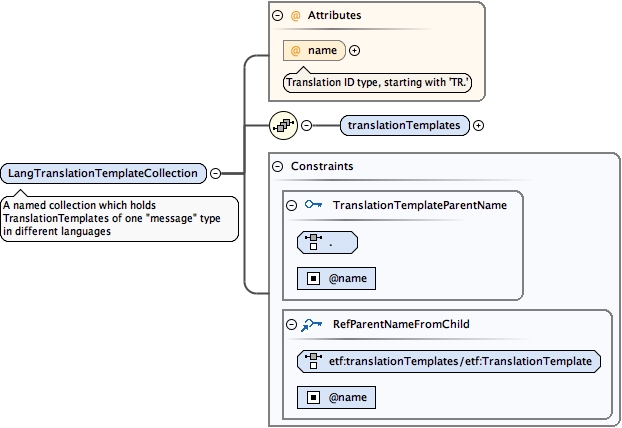 @ Attributes
@ name
Translation ID type, starting with 'TR.'
translationTemplates
LangTranslationTemplateCollection
A named collection which holds
TranslationTemplates of one "message" type
in different languages
Constraints
TranslationTemplateParentName
.
@name
RefParentNameFromChild
etf:translationTemplates/etf:TranslationTemplate
@name